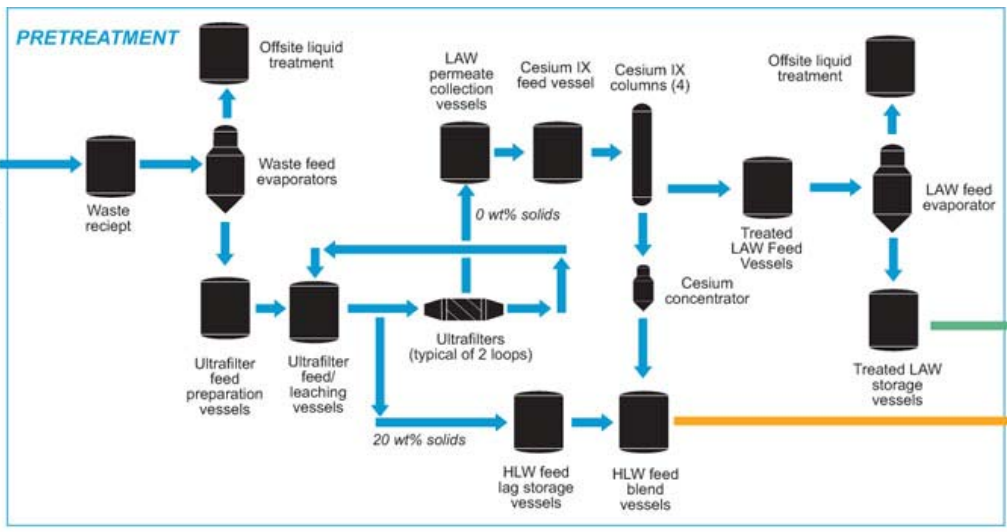 PRETREATMENT
Offsite liquid
treatment
Waste
reciept
Waste feed
evaporators
LAW
permeate
collection
vessels
Cesium IX
feed vessel
Cesium IX
columns (4)
Offsite liquid
treatment
LAW feed
evaporator
0 wt% solids
Treated
LAW Feed
Vessels
Cesium
concentrator
Ultrafilter
feed
preparation
vessels
Ultrafilter
feed/
leaching
vessels
Ultrafilters
(typical of 2 loops)
Treated LAW
storage
vessels
20 wt% solids
HLW feed
lag storage
vessels
HLW feed
blend
vessels